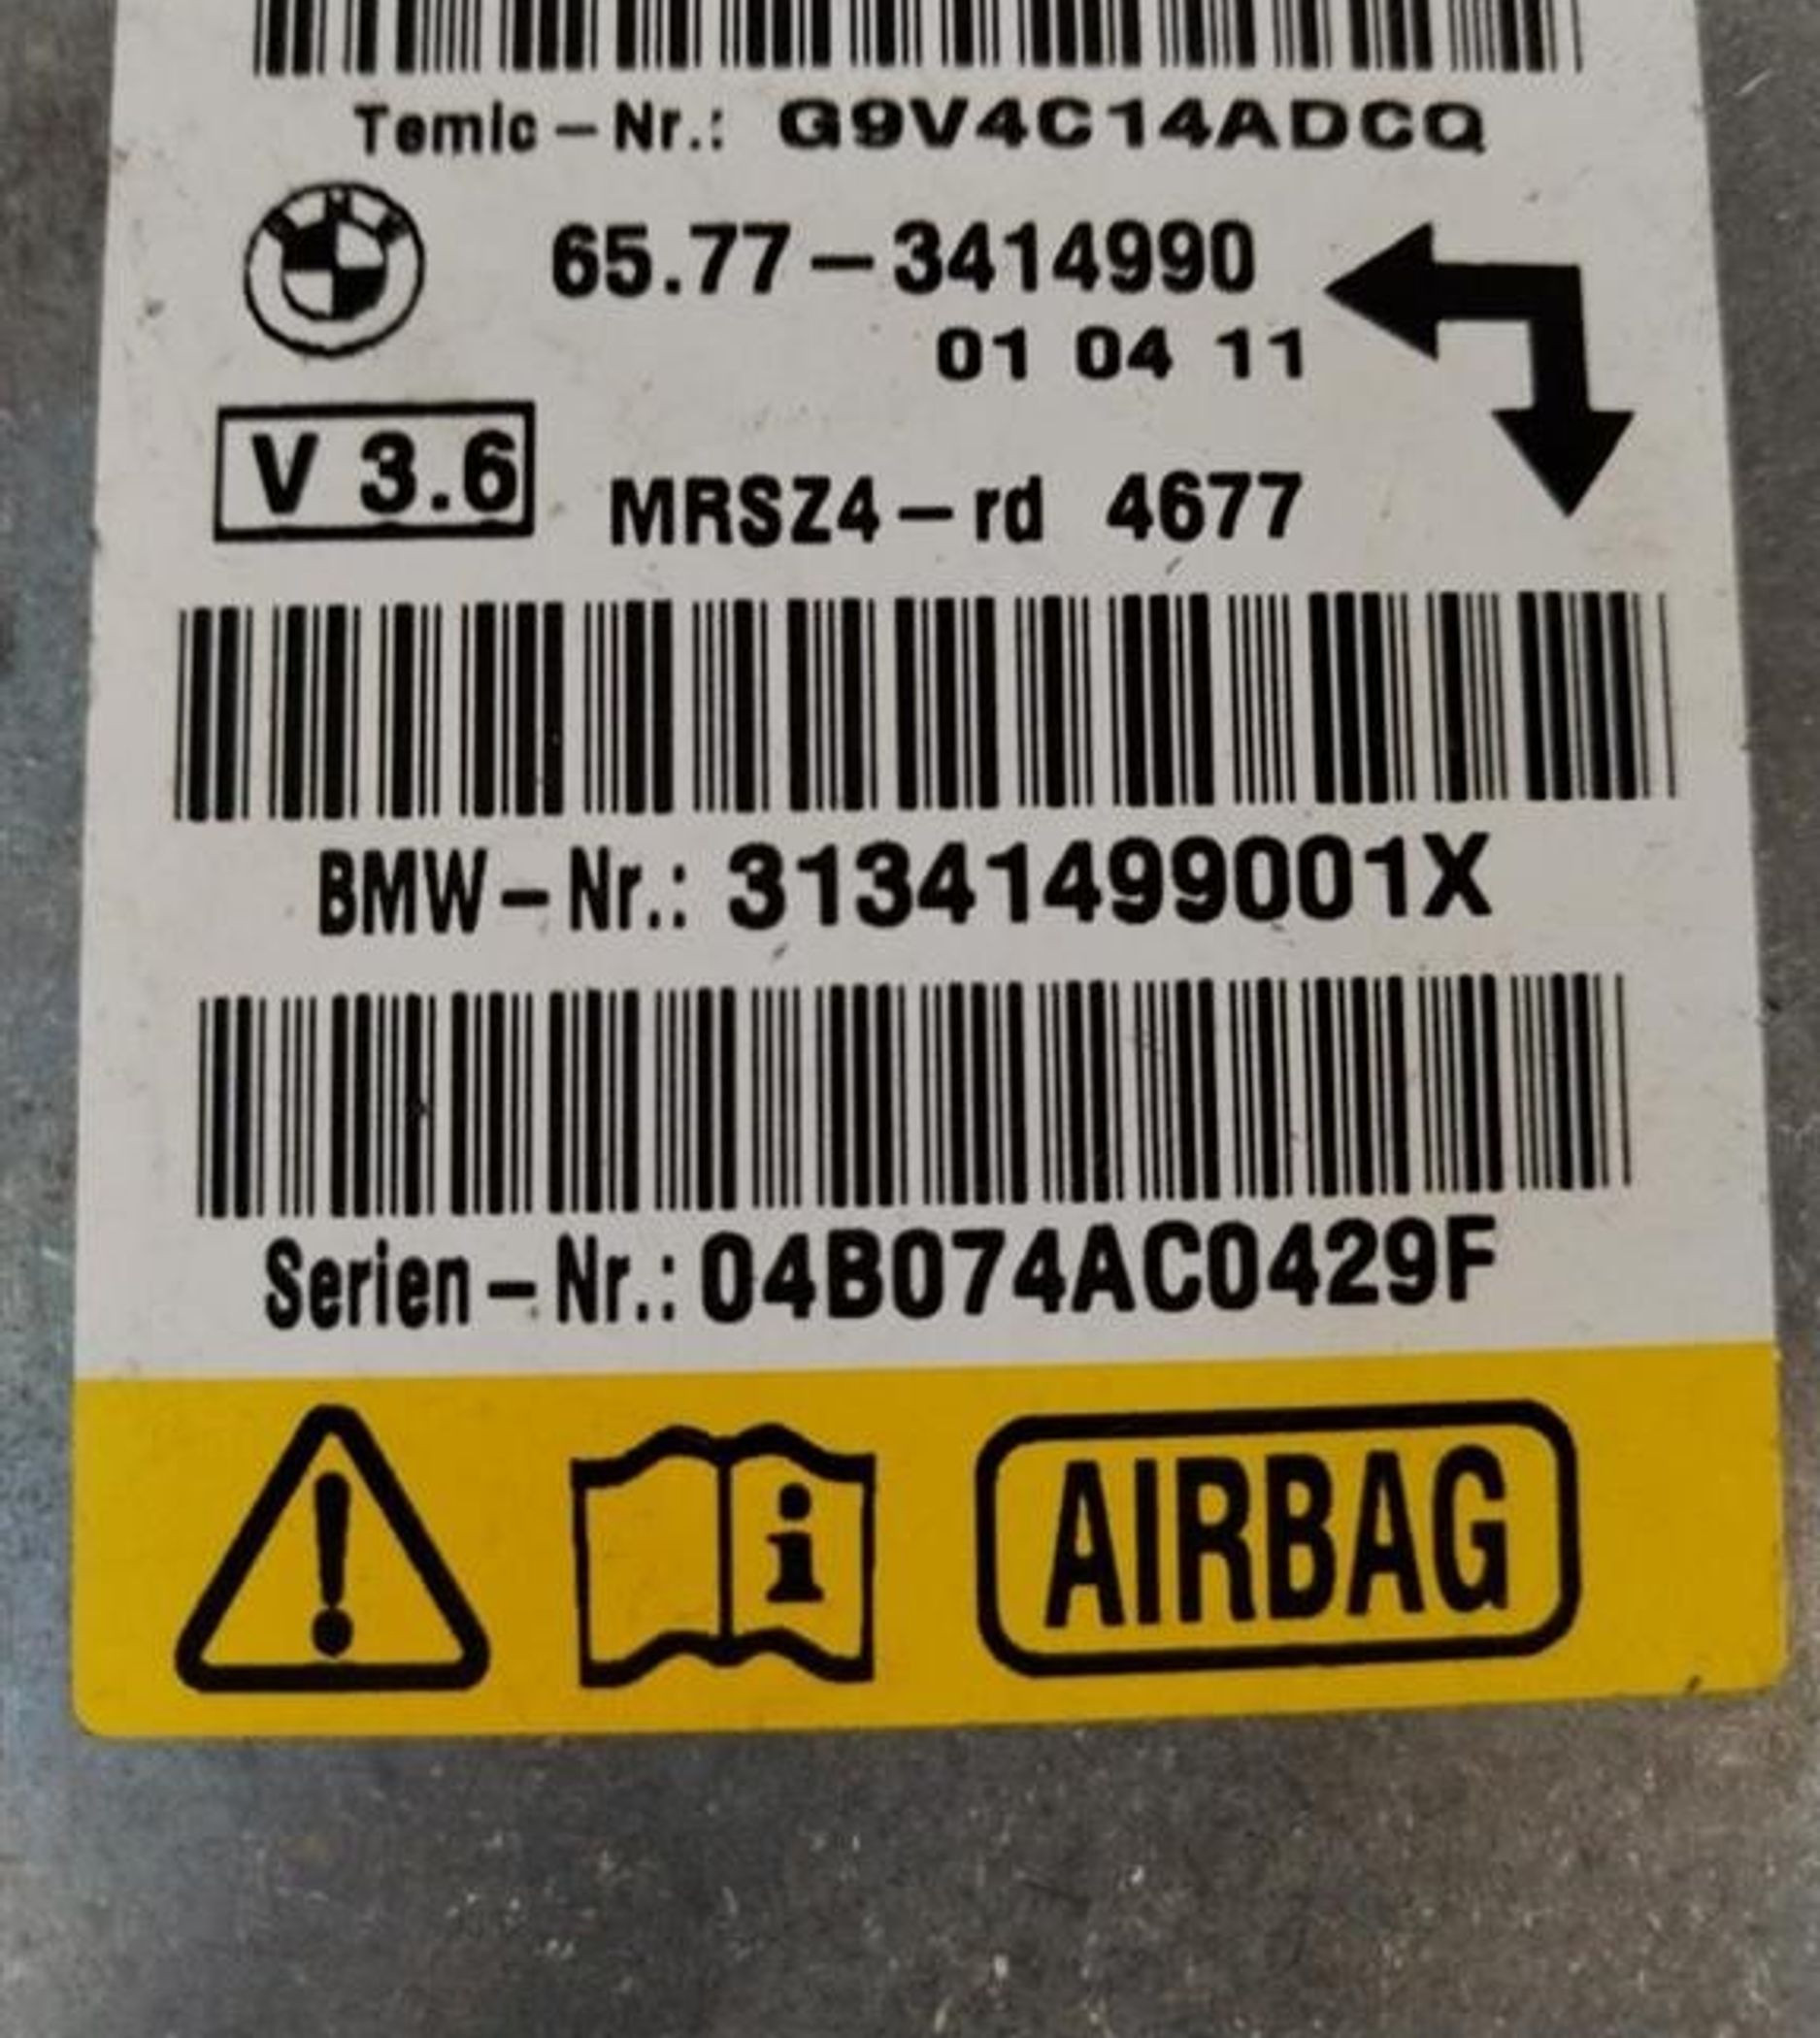 Temic-Nr.: G9V4C14ADCQ
65.77-3414990
01 04 11
V 3.6
MRSZ4-rd 4677
BMW-Nr.: 31341499001X
Serien-Nr.: 04B074AC0429F
AIRBAG